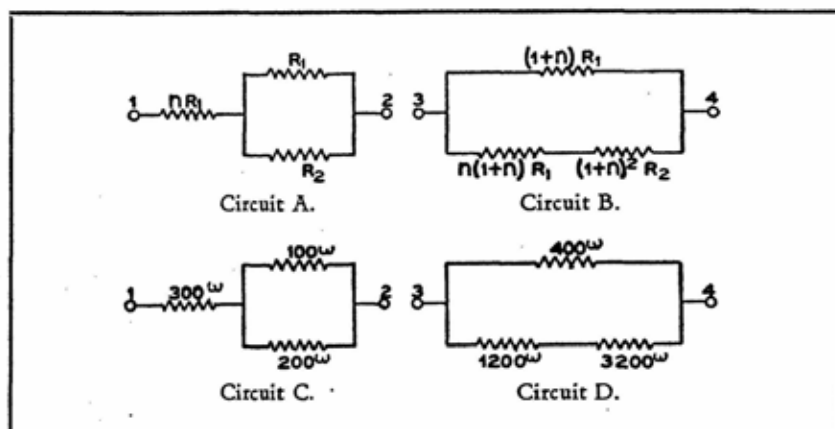 R₁
(1+n) R₁
1
nR₁
2
3
4
R₂
n(1+n) R₁
(1+n)² R₂
Circuit A.
Circuit B.
100ω
400ω
1
300ω
2
3
4
200ω
1200ω
3200ω
Circuit C.
Circuit D.